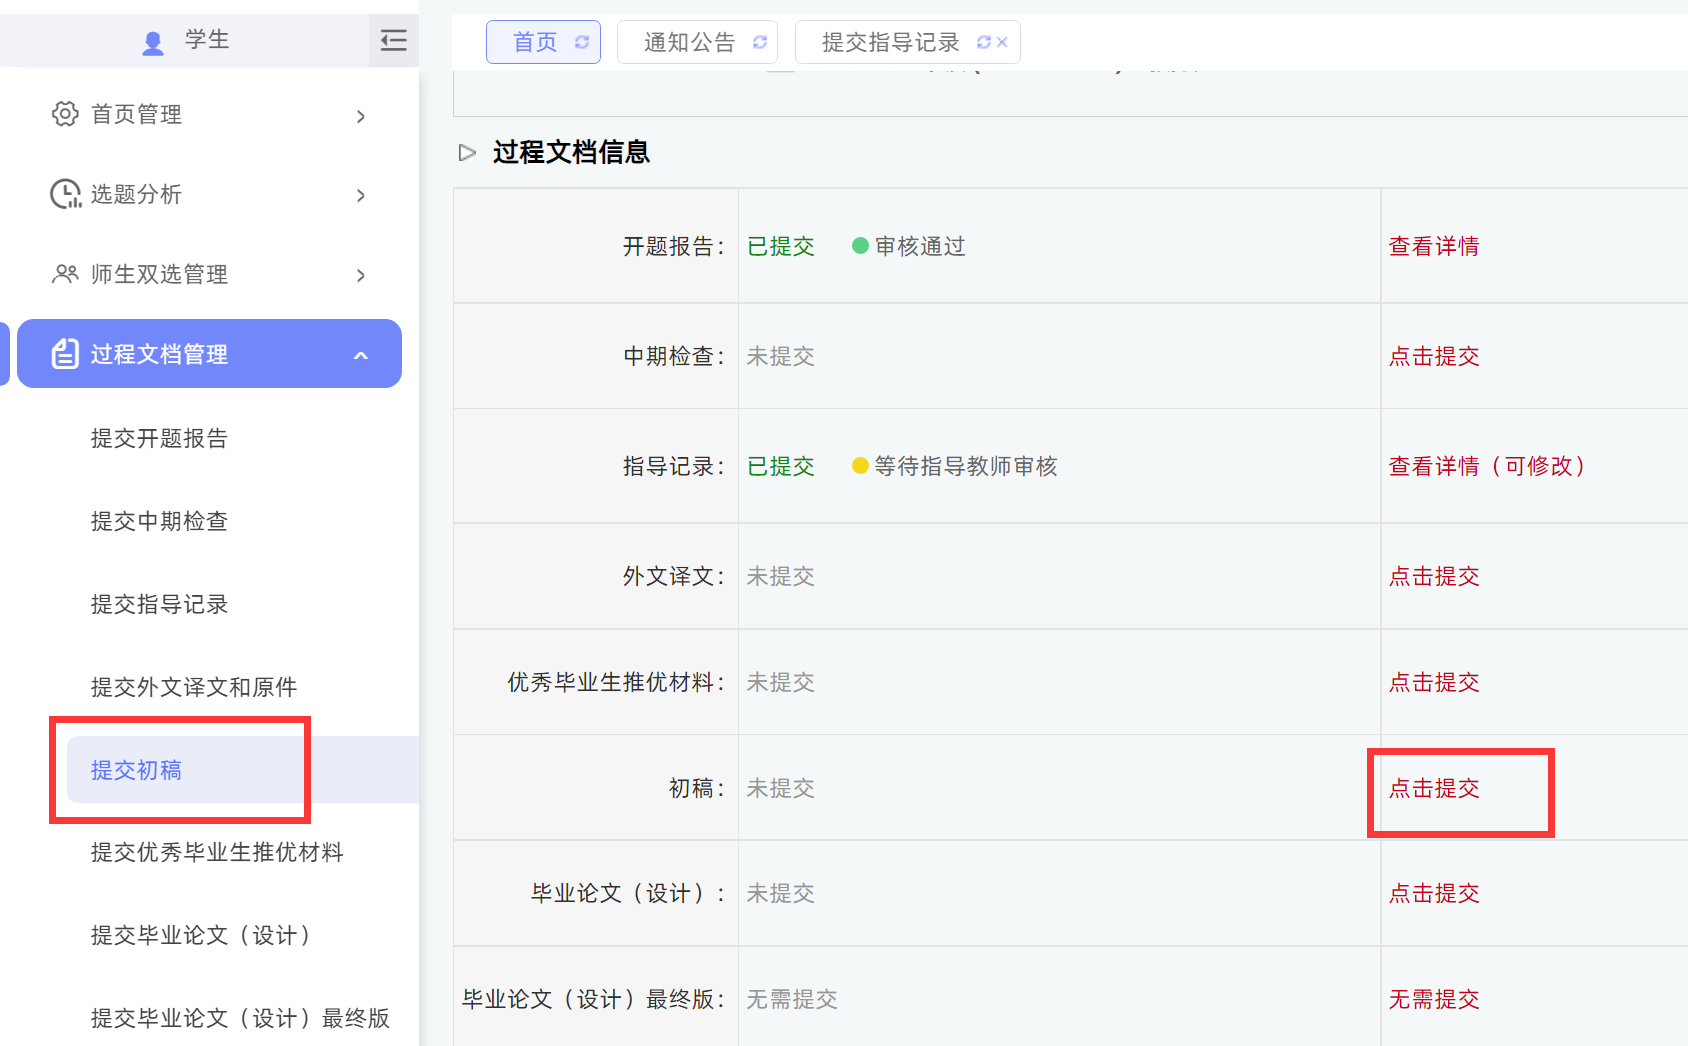 学生
首页
通知公告
提交指导记录
首页管理
选题分析
师生双选管理
过程文档管理
提交开题报告
提交中期检查
提交指导记录
提交外文译文和原件
提交初稿
提交优秀毕业生推优材料
提交毕业论文（设计）
提交毕业论文（设计）最终版
过程文档信息
开题报告： 已提交 审核通过 查看详情
中期检查： 未提交 点击提交
指导记录： 已提交 等待指导教师审核 查看详情（可修改）
外文译文： 未提交 点击提交
优秀毕业生推优材料： 未提交 点击提交
初稿： 未提交 点击提交
毕业论文（设计）： 未提交 点击提交
毕业论文（设计）最终版： 无需提交 无需提交